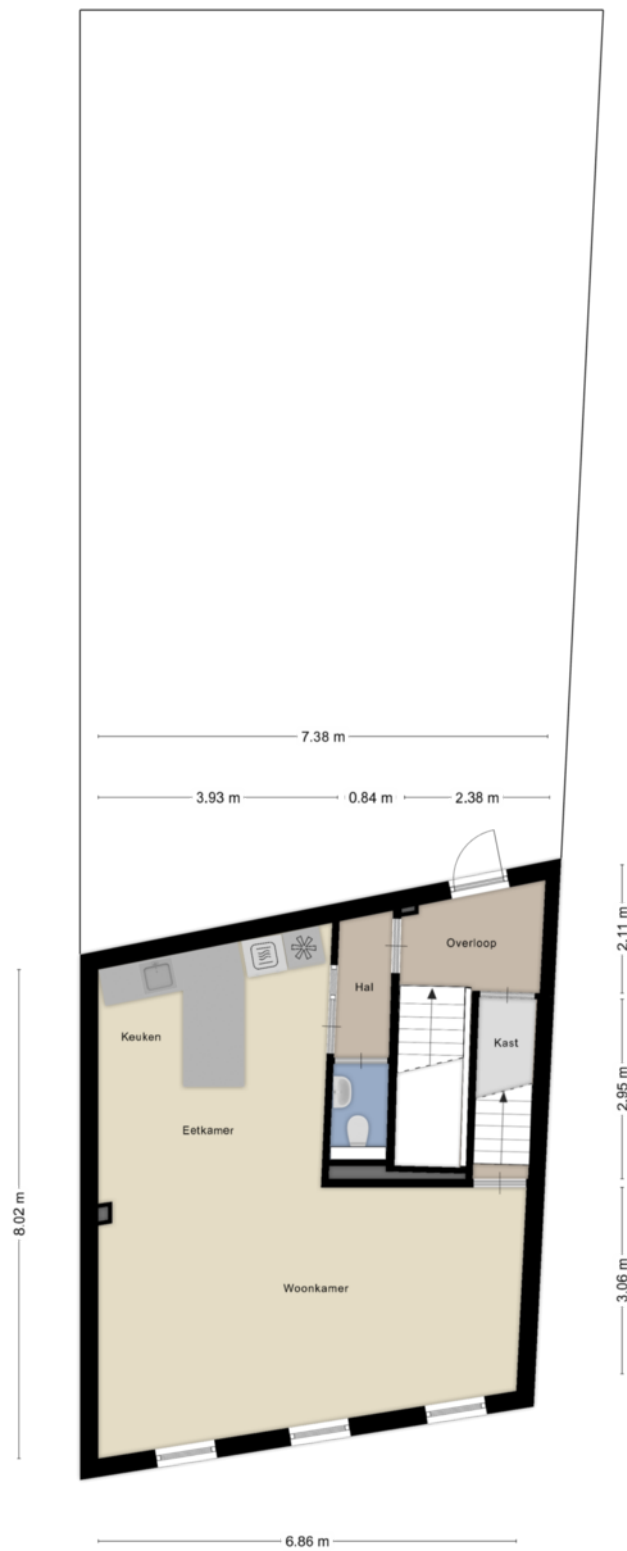 7.38 m
3.93 m
0.84 m
2.38 m
2.11 m
Overloop
Hal
Keuken
Kast
2.95 m
Eetkamer
8.02 m
3.06 m
Woonkamer
6.86 m